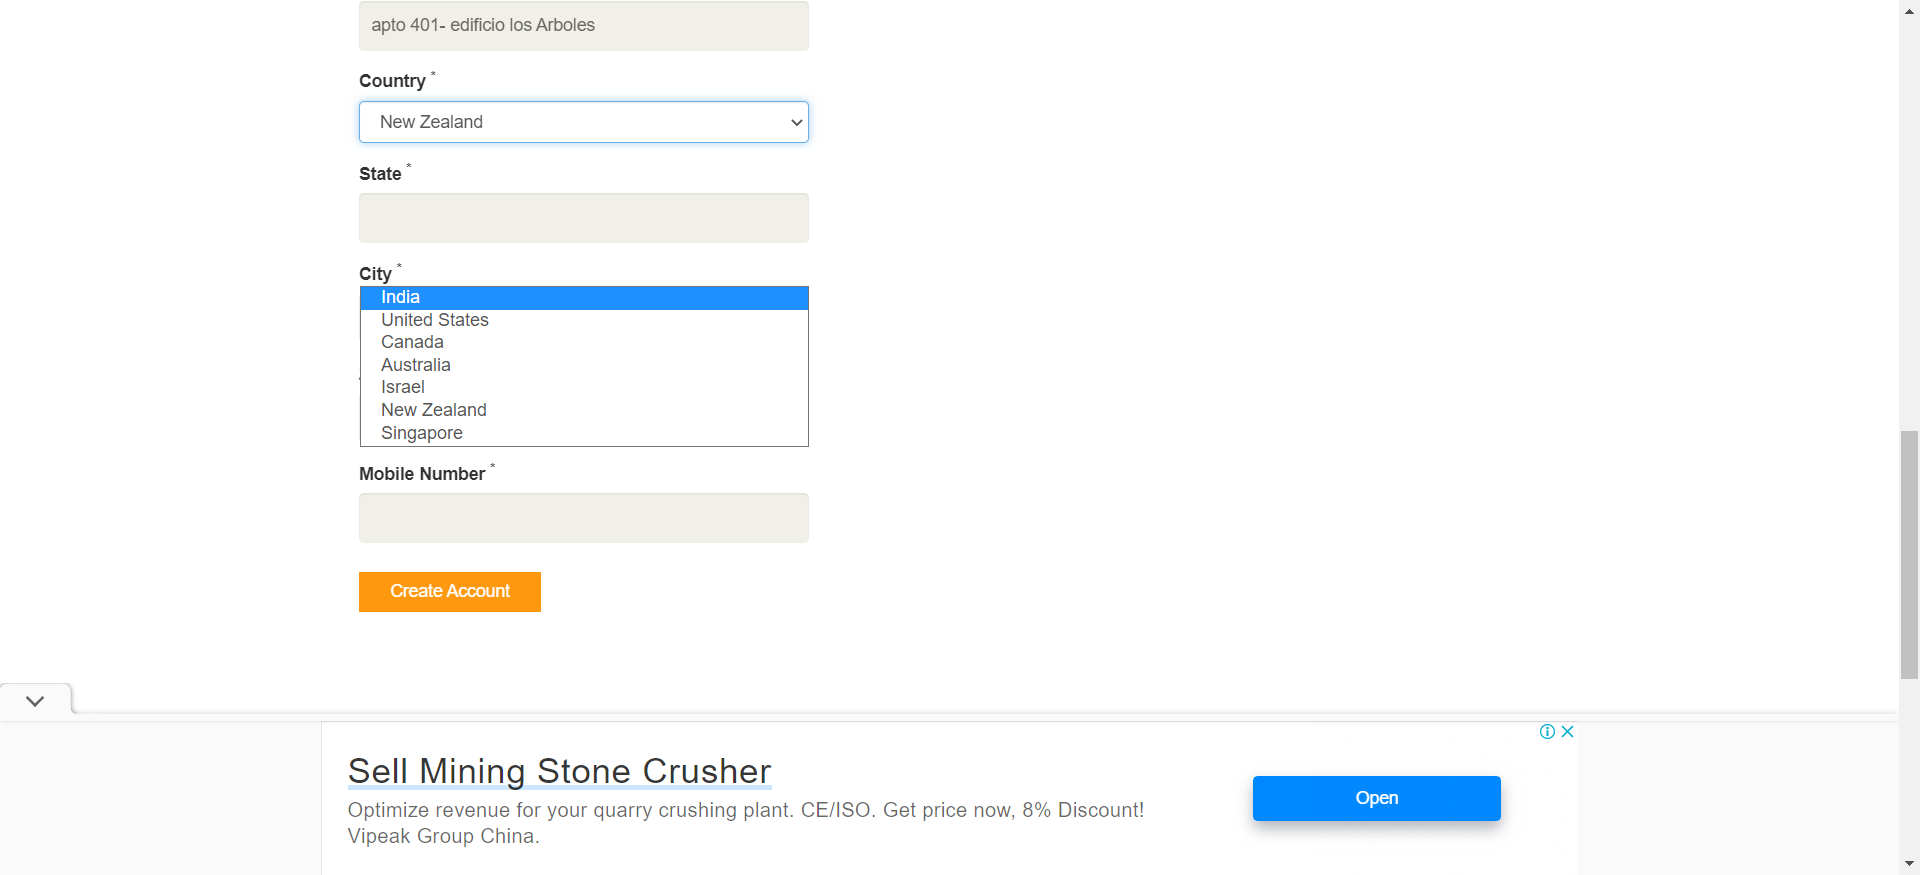 apto 401- edificio los Arboles
Country *
New Zealand
State *
City *
India
United States
Canada
Australia
Israel
New Zealand
Singapore
Mobile Number *
Create Account
Sell Mining Stone Crusher
Optimize revenue for your quarry crushing plant. CE/ISO. Get price now, 8% Discount!
Vipeak Group China.
Open